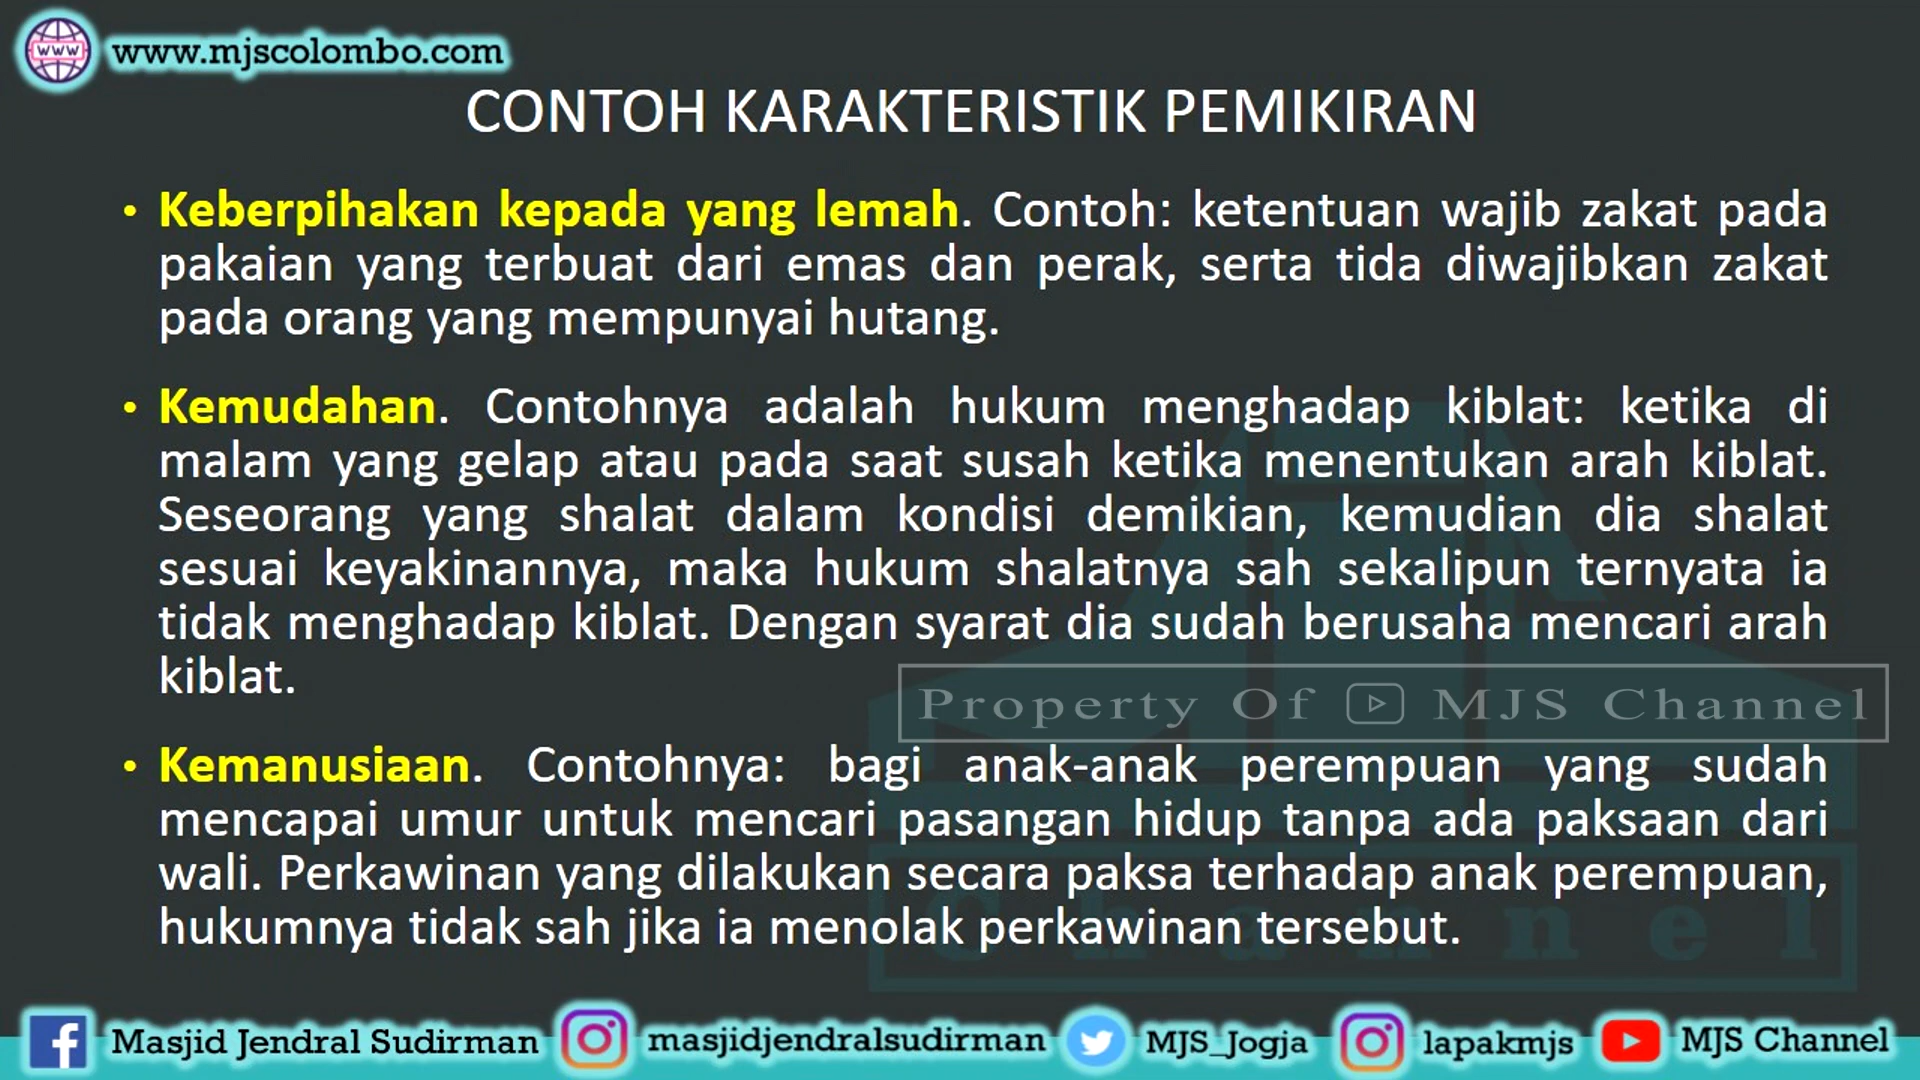 www
www.mjscolombo.com
CONTOH KARAKTERISTIK PEMIKIRAN
• Keberpihakan kepada yang lemah. Contoh: ketentuan wajib zakat pada
pakaian yang terbuat dari emas dan perak, serta tida diwajibkan zakat
pada orang yang mempunyai hutang.
• Kemudahan. Contohnya adalah hukum menghadap kiblat: ketika di
malam yang gelap atau pada saat susah ketika menentukan arah kiblat.
Seseorang yang shalat dalam kondisi demikian, kemudian dia shalat
sesuai keyakinannya, maka hukum shalatnya sah sekalipun ternyata ia
tidak menghadap kiblat. Dengan syarat dia sudah berusaha mencari arah
kiblat.
Property Of MJS Channel
• Kemanusiaan. Contohnya: bagi anak-anak perempuan yang sudah
mencapai umur untuk mencari pasangan hidup tanpa ada paksaan dari
wali. Perkawinan yang dilakukan secara paksa terhadap anak perempuan,
hukumnya tidak sah jika ia menolak perkawinan tersebut.
Channel
Masjid Jendral Sudirman masjidjendralsudirman MJS_Jogja lapakmjs MJS Channel